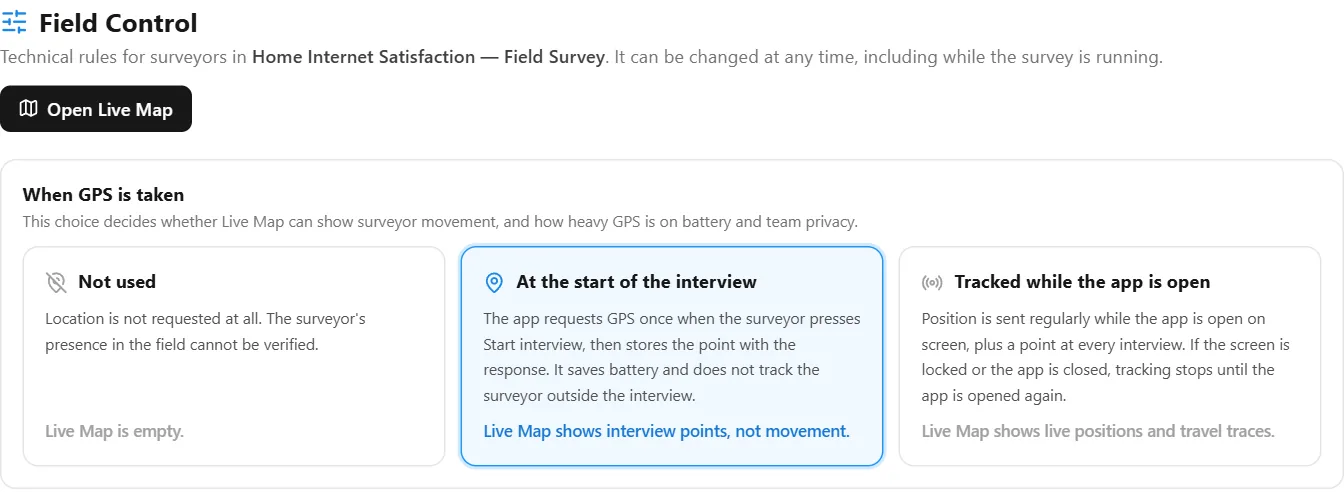 Field Control
Technical rules for surveyors in Home Internet Satisfaction — Field Survey. It can be changed at any time, including while the survey is running.
Open Live Map
When GPS is taken
This choice decides whether Live Map can show surveyor movement, and how heavy GPS is on battery and team privacy.
Not used
Location is not requested at all. The surveyor's
presence in the field cannot be verified.
Live Map is empty.
At the start of the interview
The app requests GPS once when the surveyor presses
Start interview, then stores the point with the
response. It saves battery and does not track the
surveyor outside the interview.
Live Map shows interview points, not movement.
Tracked while the app is open
Position is sent regularly while the app is open on
screen, plus a point at every interview. If the screen is
locked or the app is closed, tracking stops until the
app is opened again.
Live Map shows live positions and travel traces.